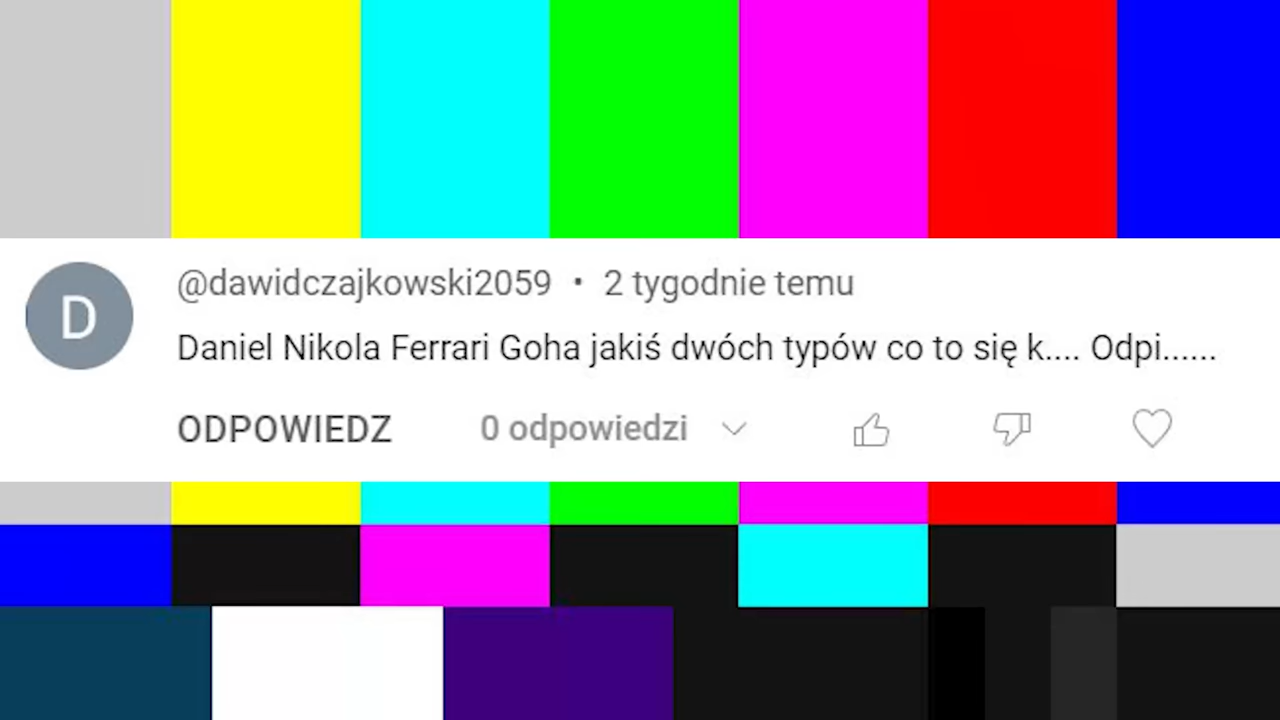 D
@dawidczajkowski2059 • 2 tygodnie temu
Daniel Nikola Ferrari Goha jakiś dwóch typów co to się k.... Odpi......
ODPOWIEDZ 0 odpowiedzi